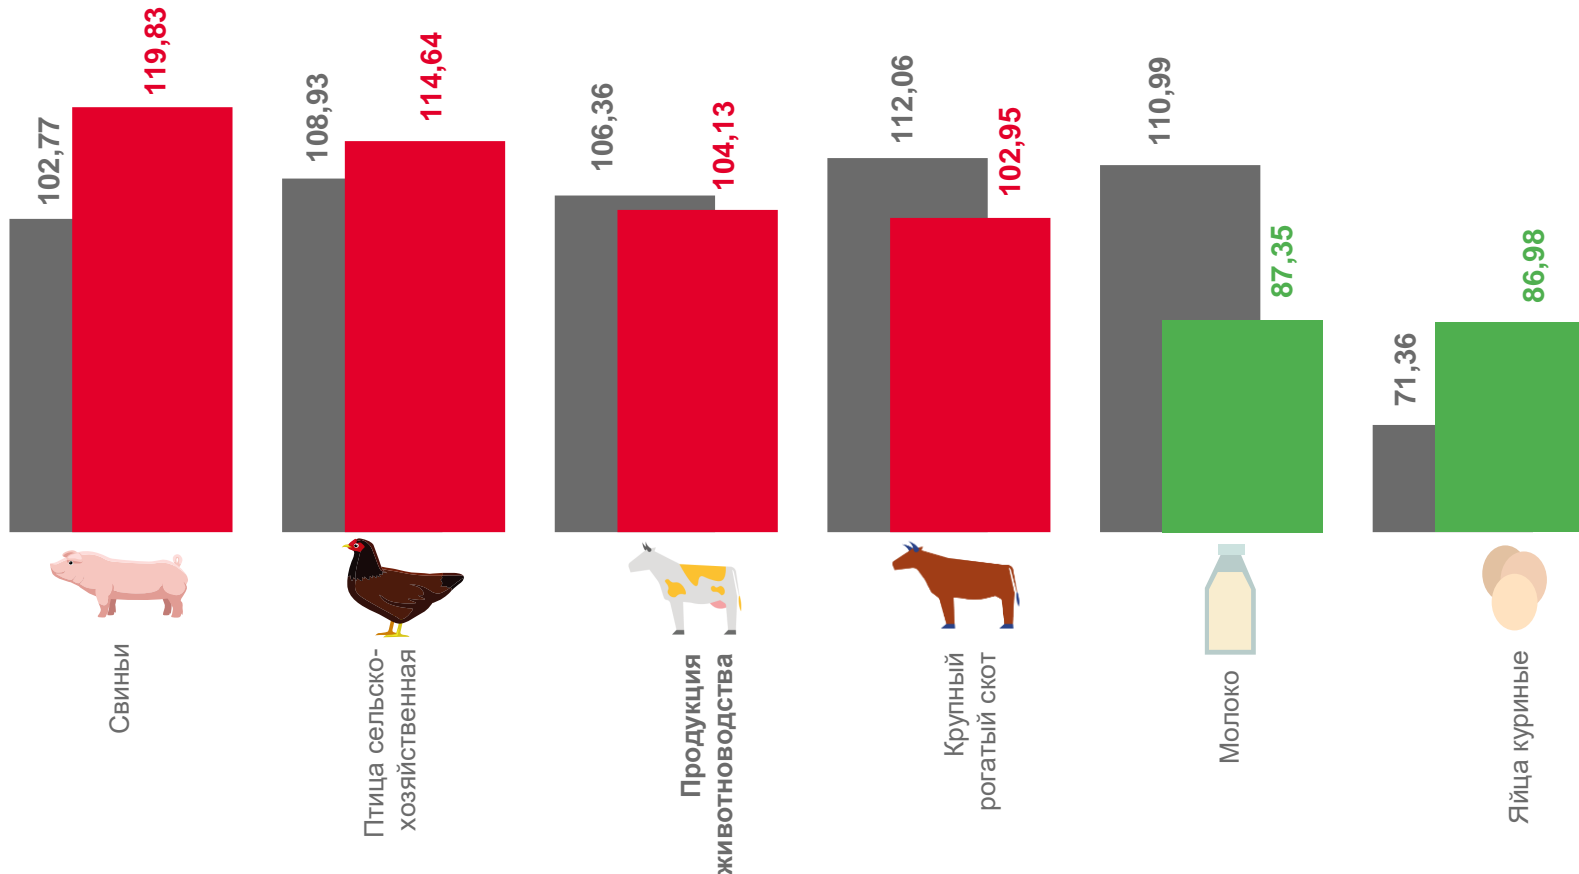 102,77
119,83
108,93
114,64
106,36
104,13
112,06
102,95
110,99
87,35
71,36
86,98
Свиньи
Птица сельско-
хозяйственная
Продукция
животноводства
Крупный
рогатый скот
Молоко
Яйца куриные